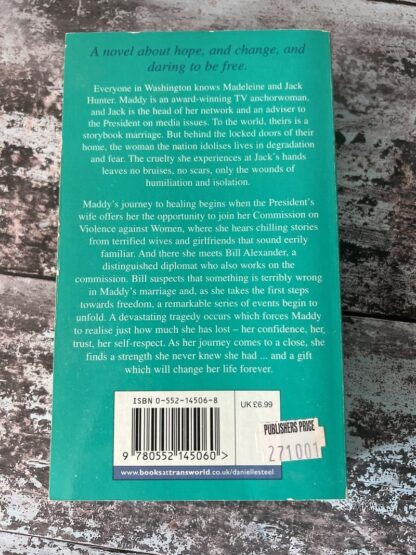 A novel about hope, and change, and
daring to be free.
Everyone in Washington knows Madeleine and Jack
Hunter. Maddy is an award-winning TV anchorwoman,
and Jack is the head of her network and an adviser to
the President on media issues. To the world, theirs is a
storybook marriage. But behind the locked doors of their
home, the woman the nation idolises lives in degradation
and fear. The cruelty she experiences at Jack's hands
leaves no bruises, no scars, only the wounds of
humiliation and isolation.
Maddy's journey to healing begins when the President's
wife offers her the opportunity to join her Commission on
Violence against Women, where she hears chilling stories
from terrified wives and girlfriends that sound eerily
familiar. And there she meets Bill Alexander, a
distinguished diplomat who also works on the
commission. Bill suspects that something is terribly wrong
in Maddy's marriage and, as she takes the first steps
towards freedom, a remarkable series of events begin to
unfold. A devastating tragedy occurs which forces Maddy
to realise just how much she has lost – her confidence, her
trust, her self-respect. As her journey comes to a close, she
finds a strength she never knew she had ... and a gift
which will change her life forever.
ISBN 0-552-14506-8
UK £6.99
9 780552 145060 >
PUBLISHERS PRICE
271001
www.booksattransworld.co.uk/daniellesteel